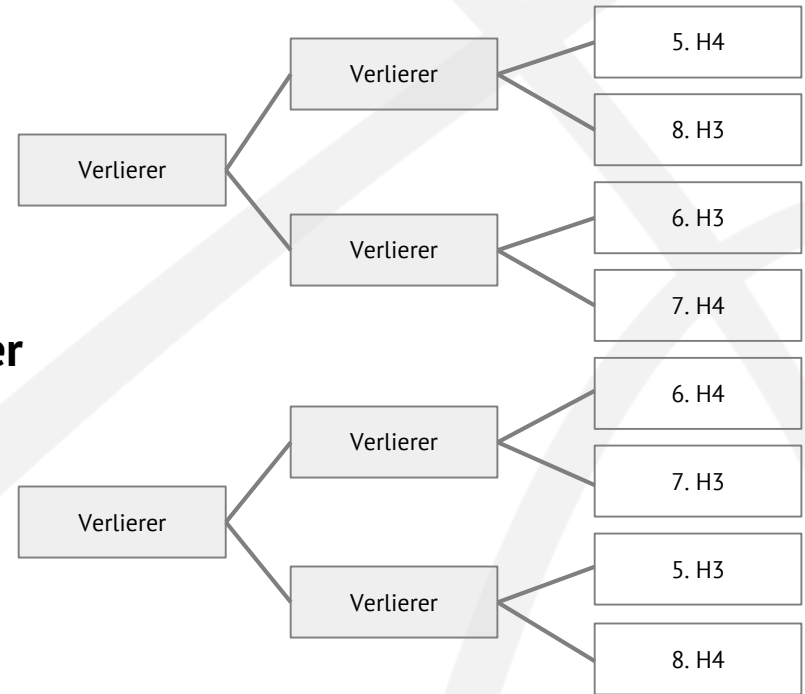 5. H4
Verlierer
8. H3
Verlierer
6. H3
Verlierer
7. H4
er
6. H4
Verlierer
7. H3
Verlierer
5. H3
Verlierer
8. H4